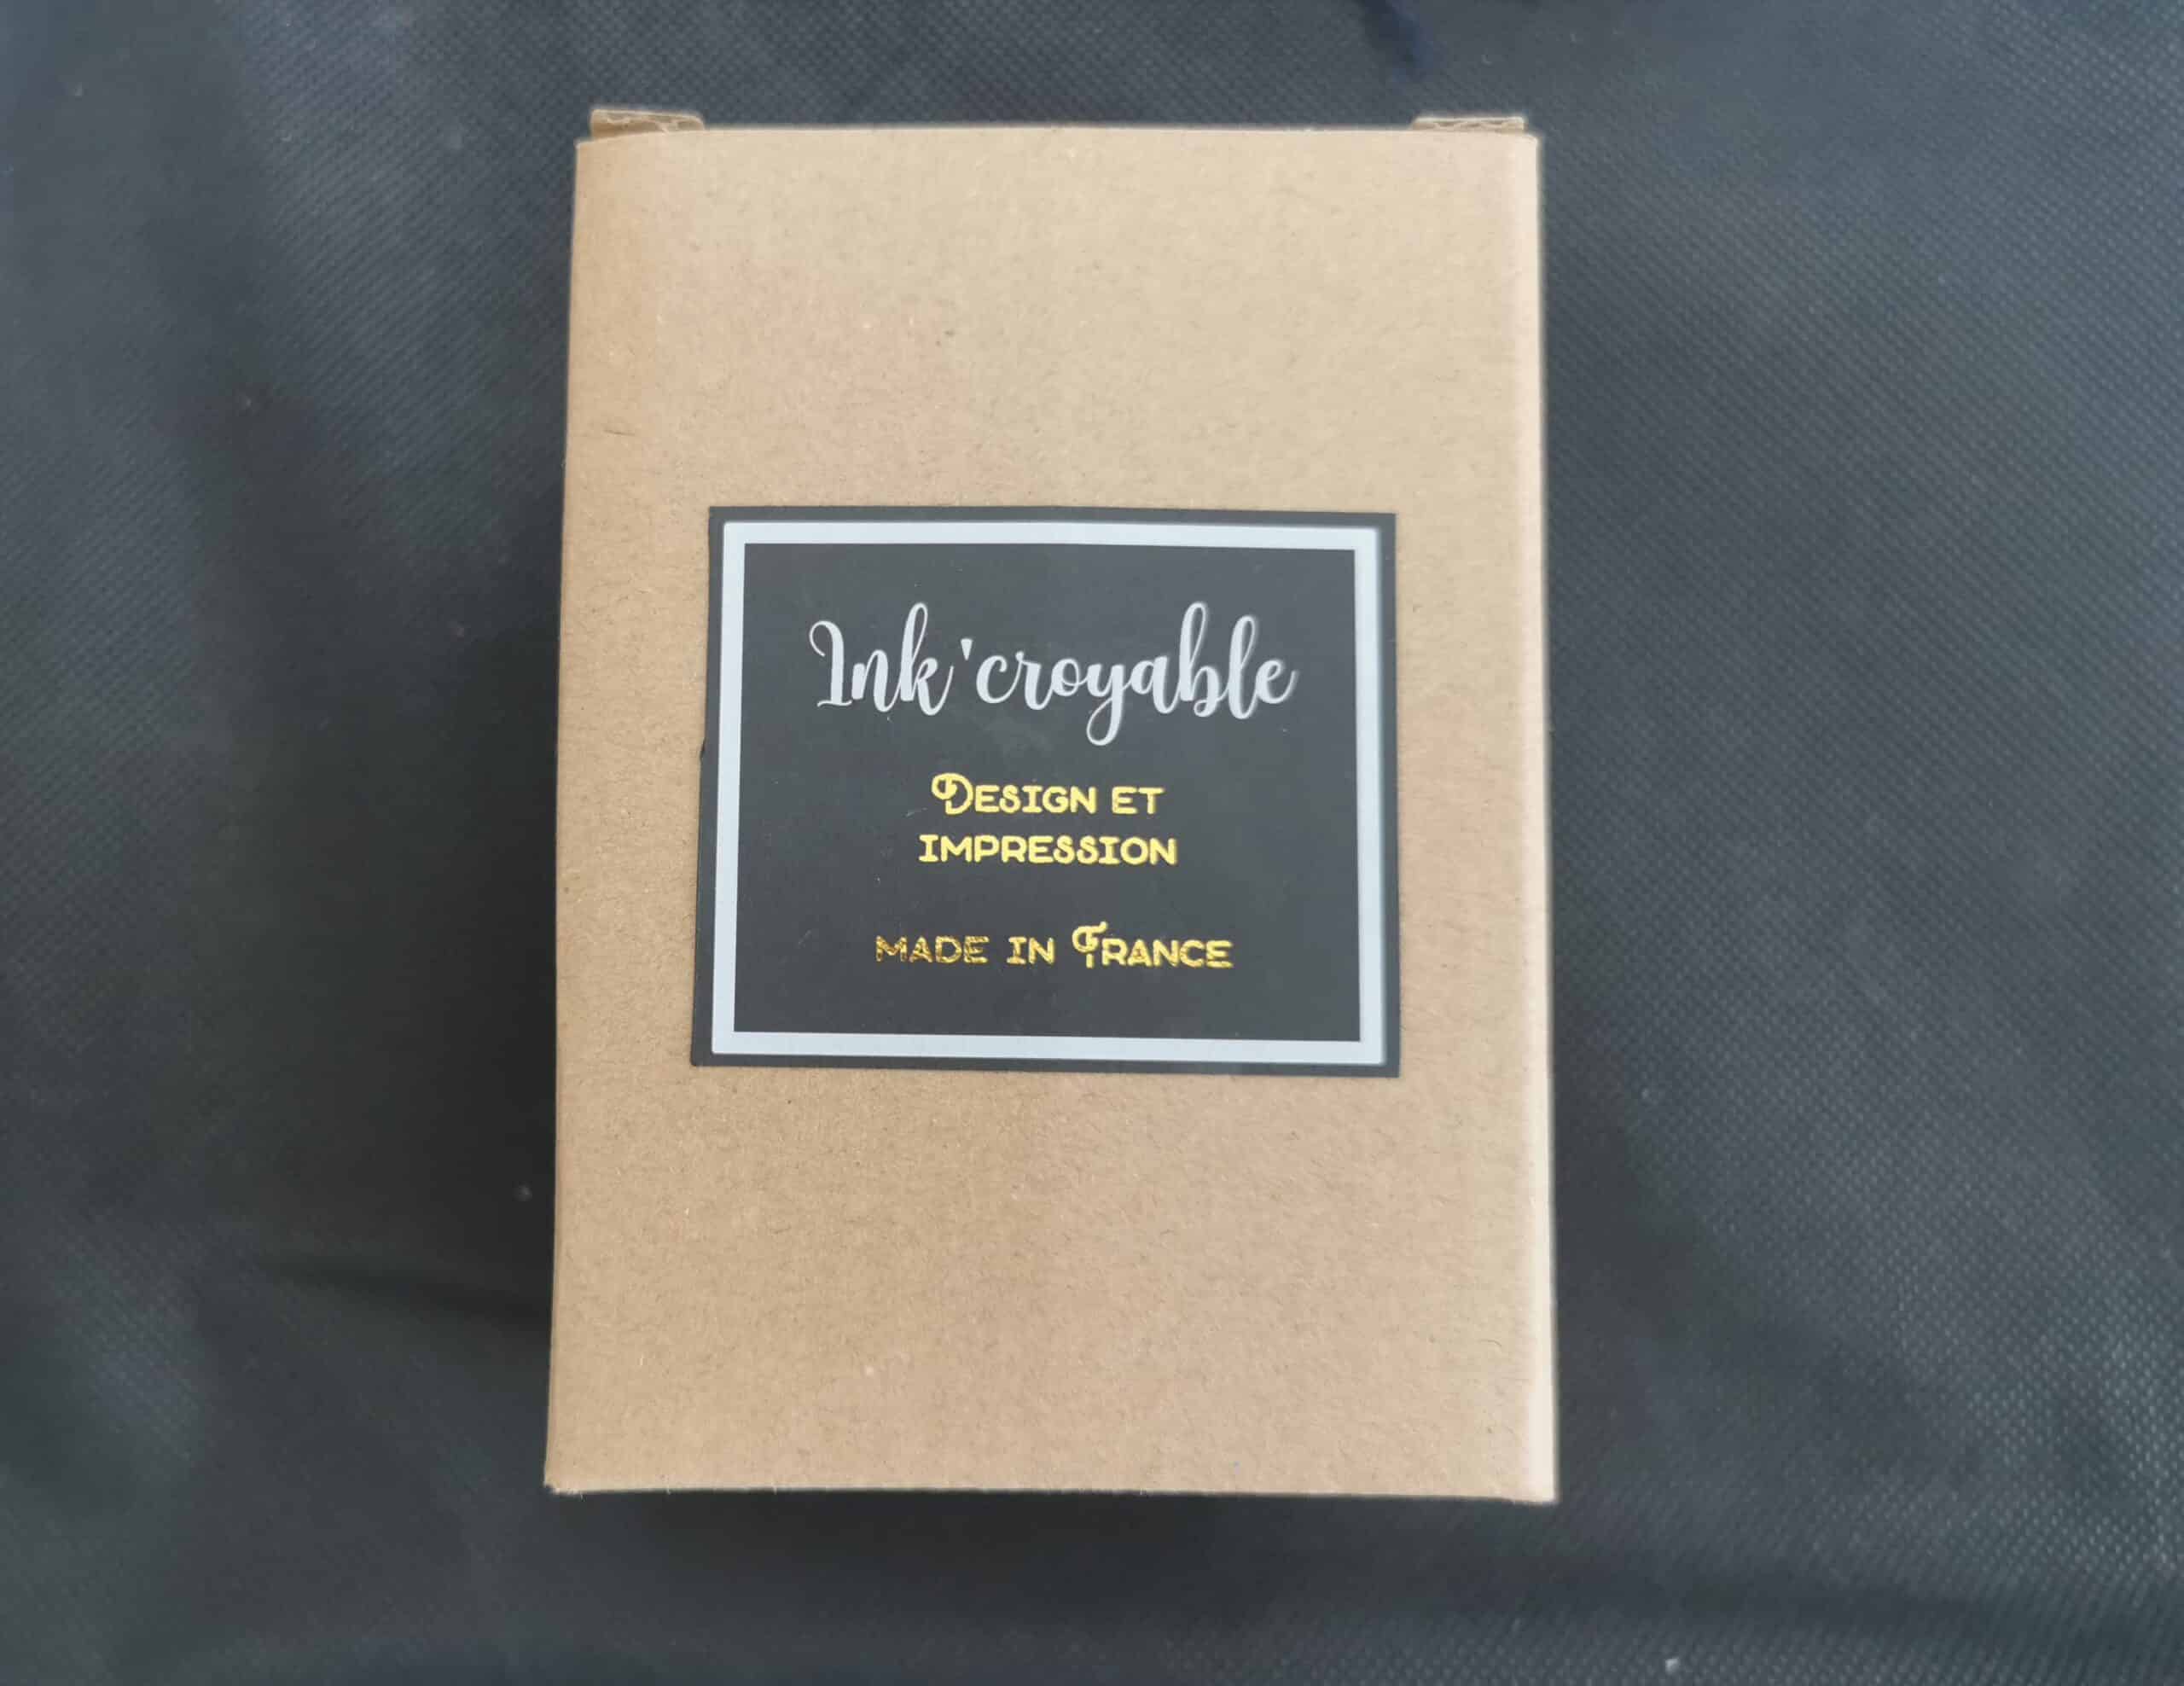 Ink'croyable
Design et
impression
made in France